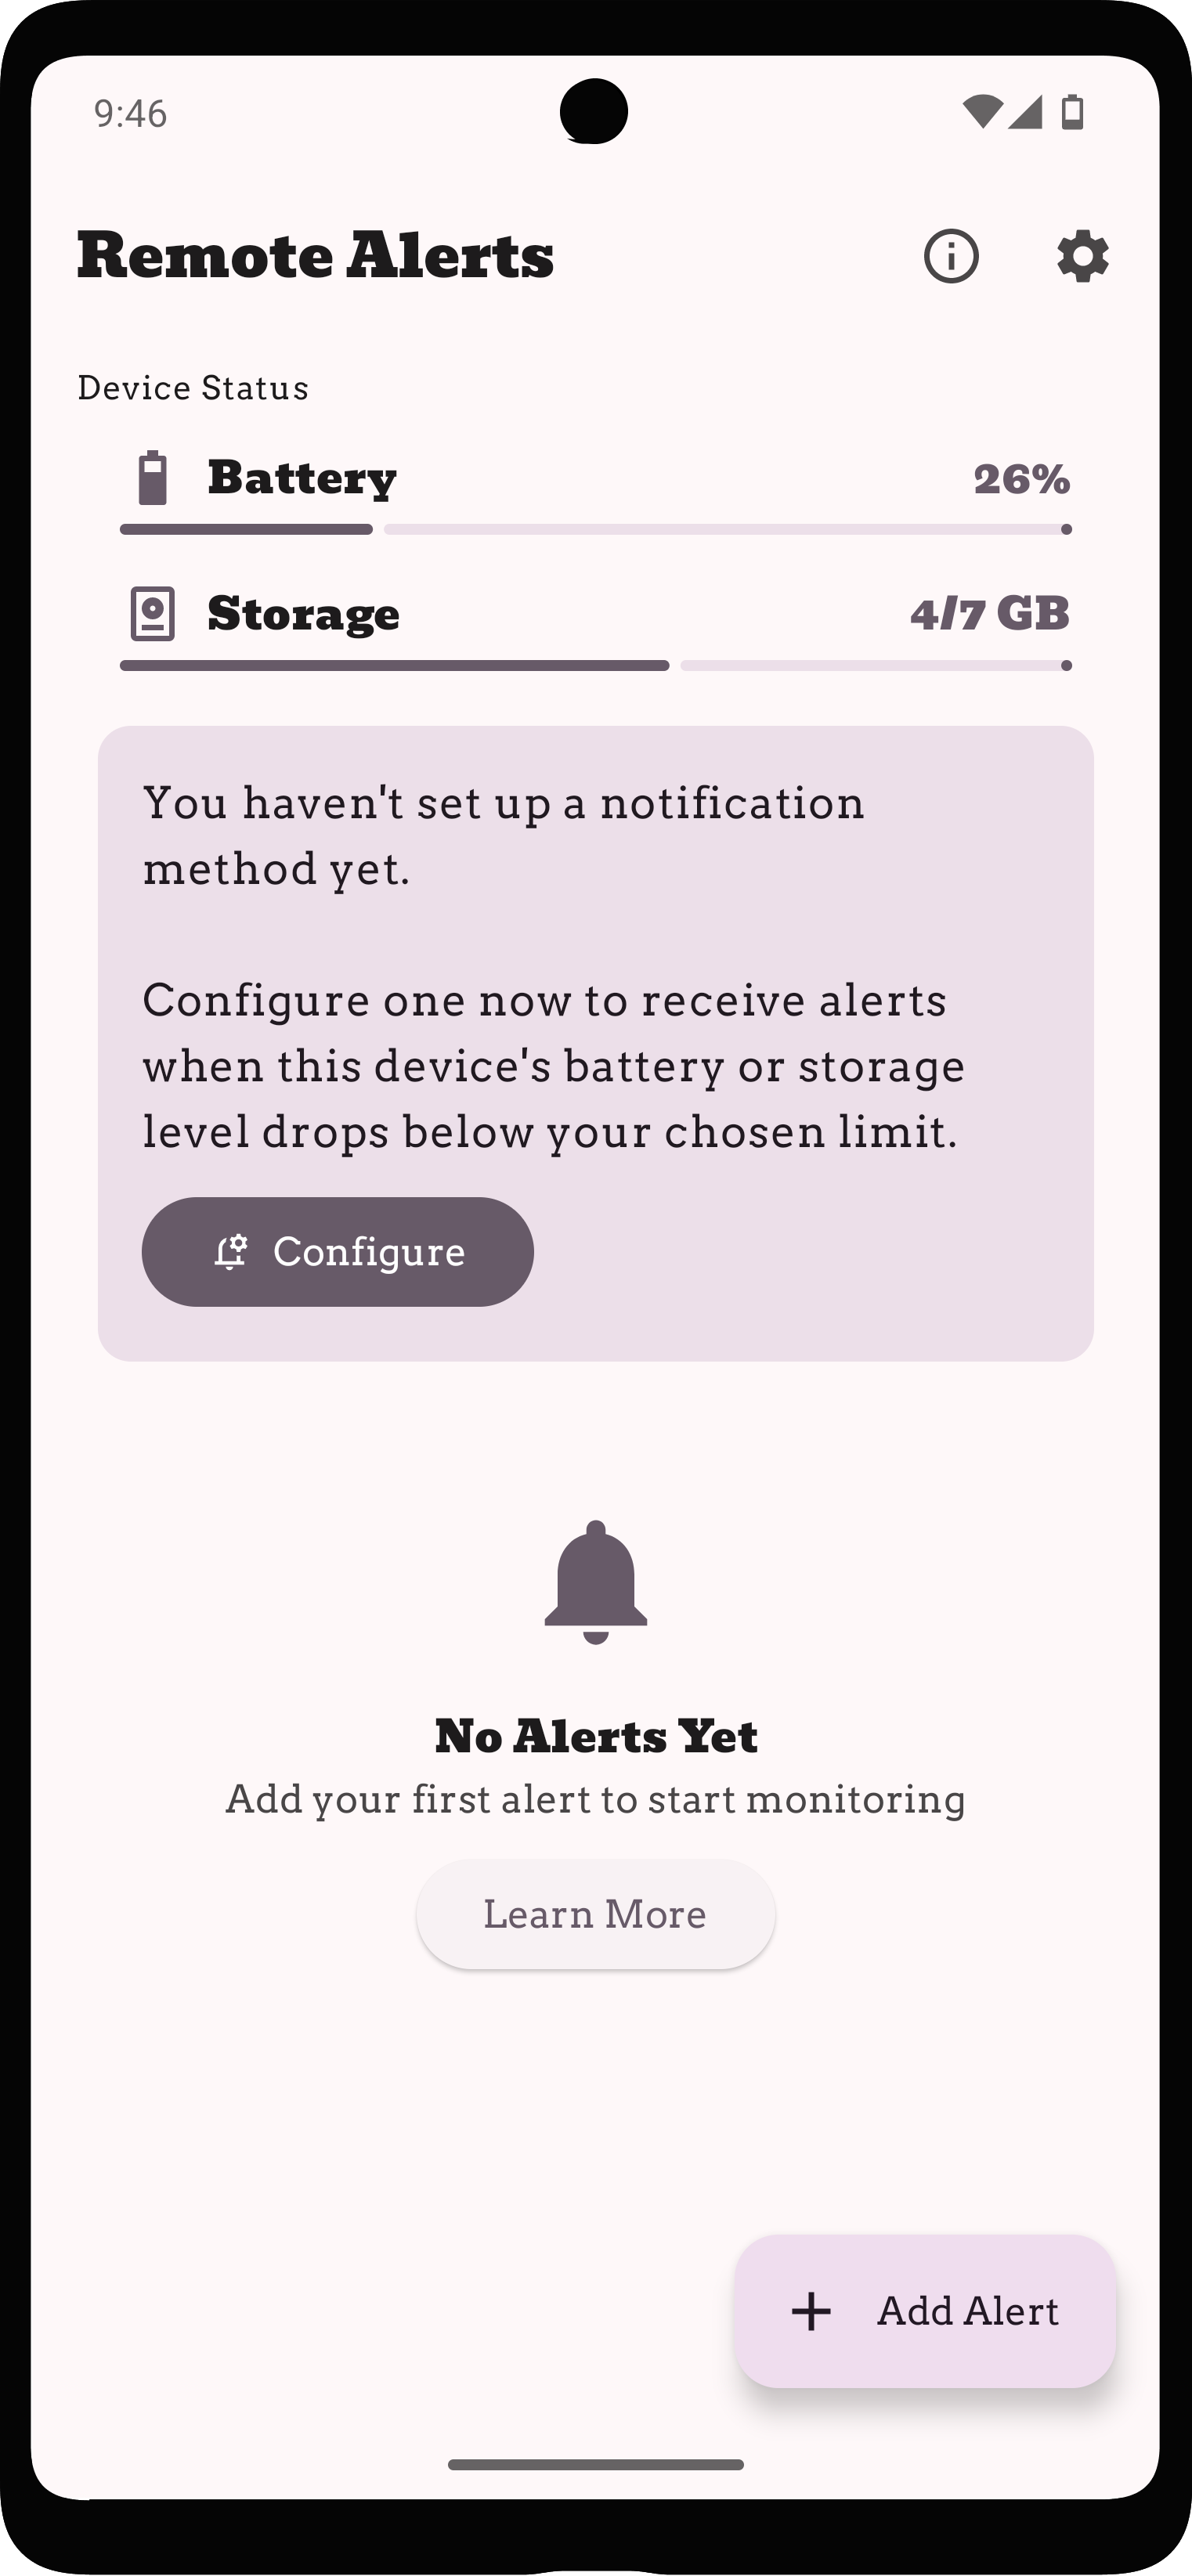 9:46
Remote Alerts
Device Status
Battery 26%
Storage 4/7 GB
You haven't set up a notification
method yet.
Configure one now to receive alerts
when this device's battery or storage
level drops below your chosen limit.
Configure
No Alerts Yet
Add your first alert to start monitoring
Learn More
Add Alert